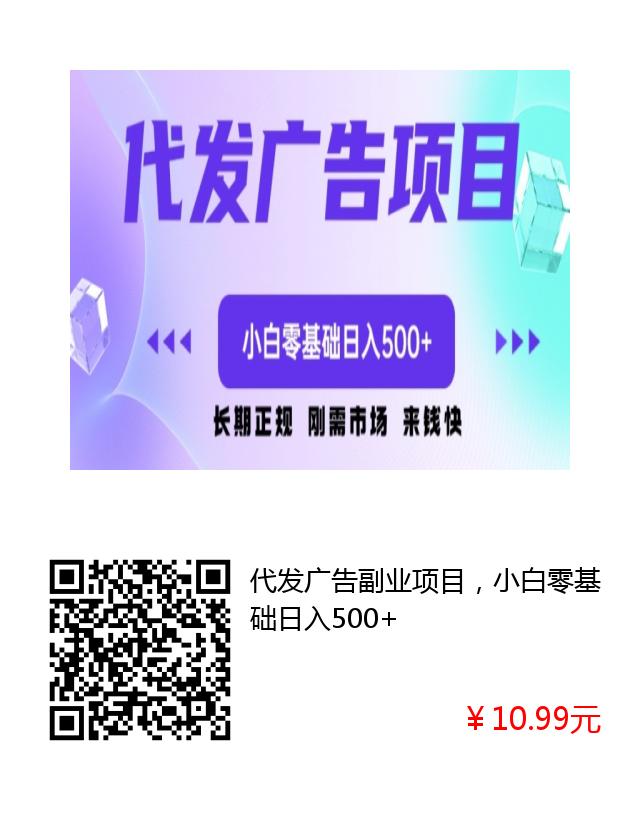 代发广告项目
小白零基础日入500+
长期正规 刚需市场 来钱快
代发广告副业项目，小白零基
础日入500+
￥10.99元